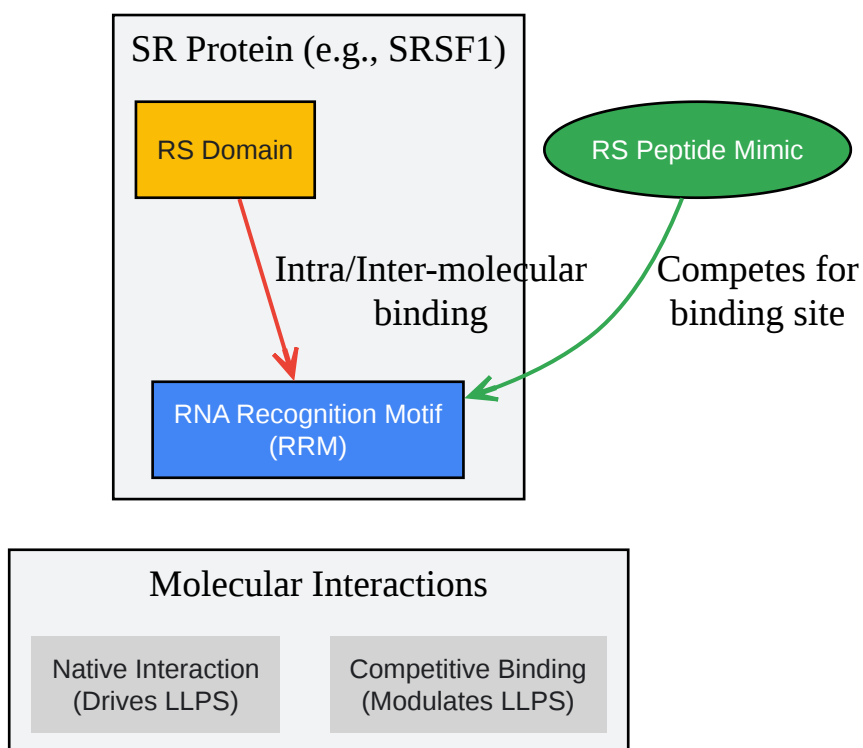 SR Protein (e.g., SRSF1)
RS Domain
RS Peptide Mimic
Intra/Inter-molecular
binding
Competes for
binding site
RNA Recognition Motif
(RRM)
Molecular Interactions
Native Interaction
(Drives LLPS)
Competitive Binding
(Modulates LLPS)